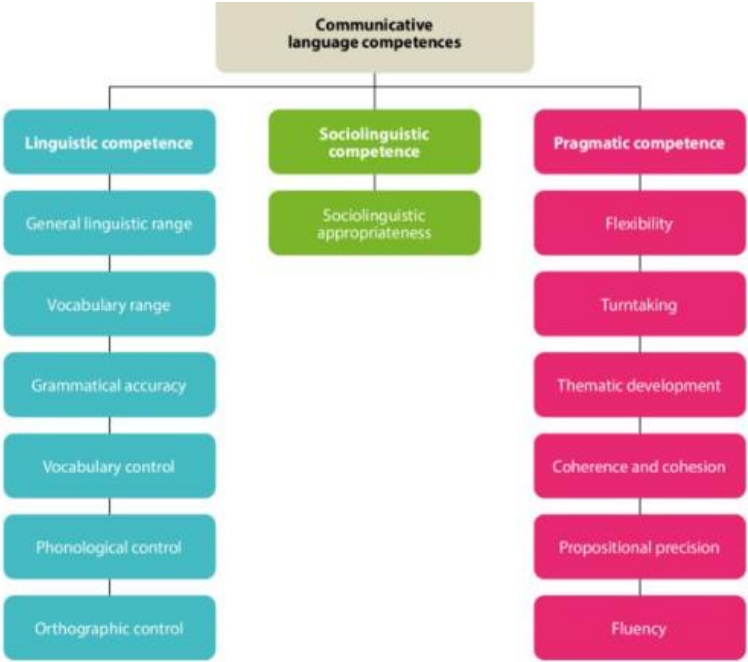 Communicative
language competences
Linguistic competence
Sociolinguistic
competence
Pragmatic competence
General linguistic range
Sociolinguistic
appropriateness
Flexibility
Vocabulary range
Turntaking
Grammatical accuracy
Thematic development
Vocabulary control
Coherence and cohesion
Phonological control
Propositional precision
Orthographic control
Fluency